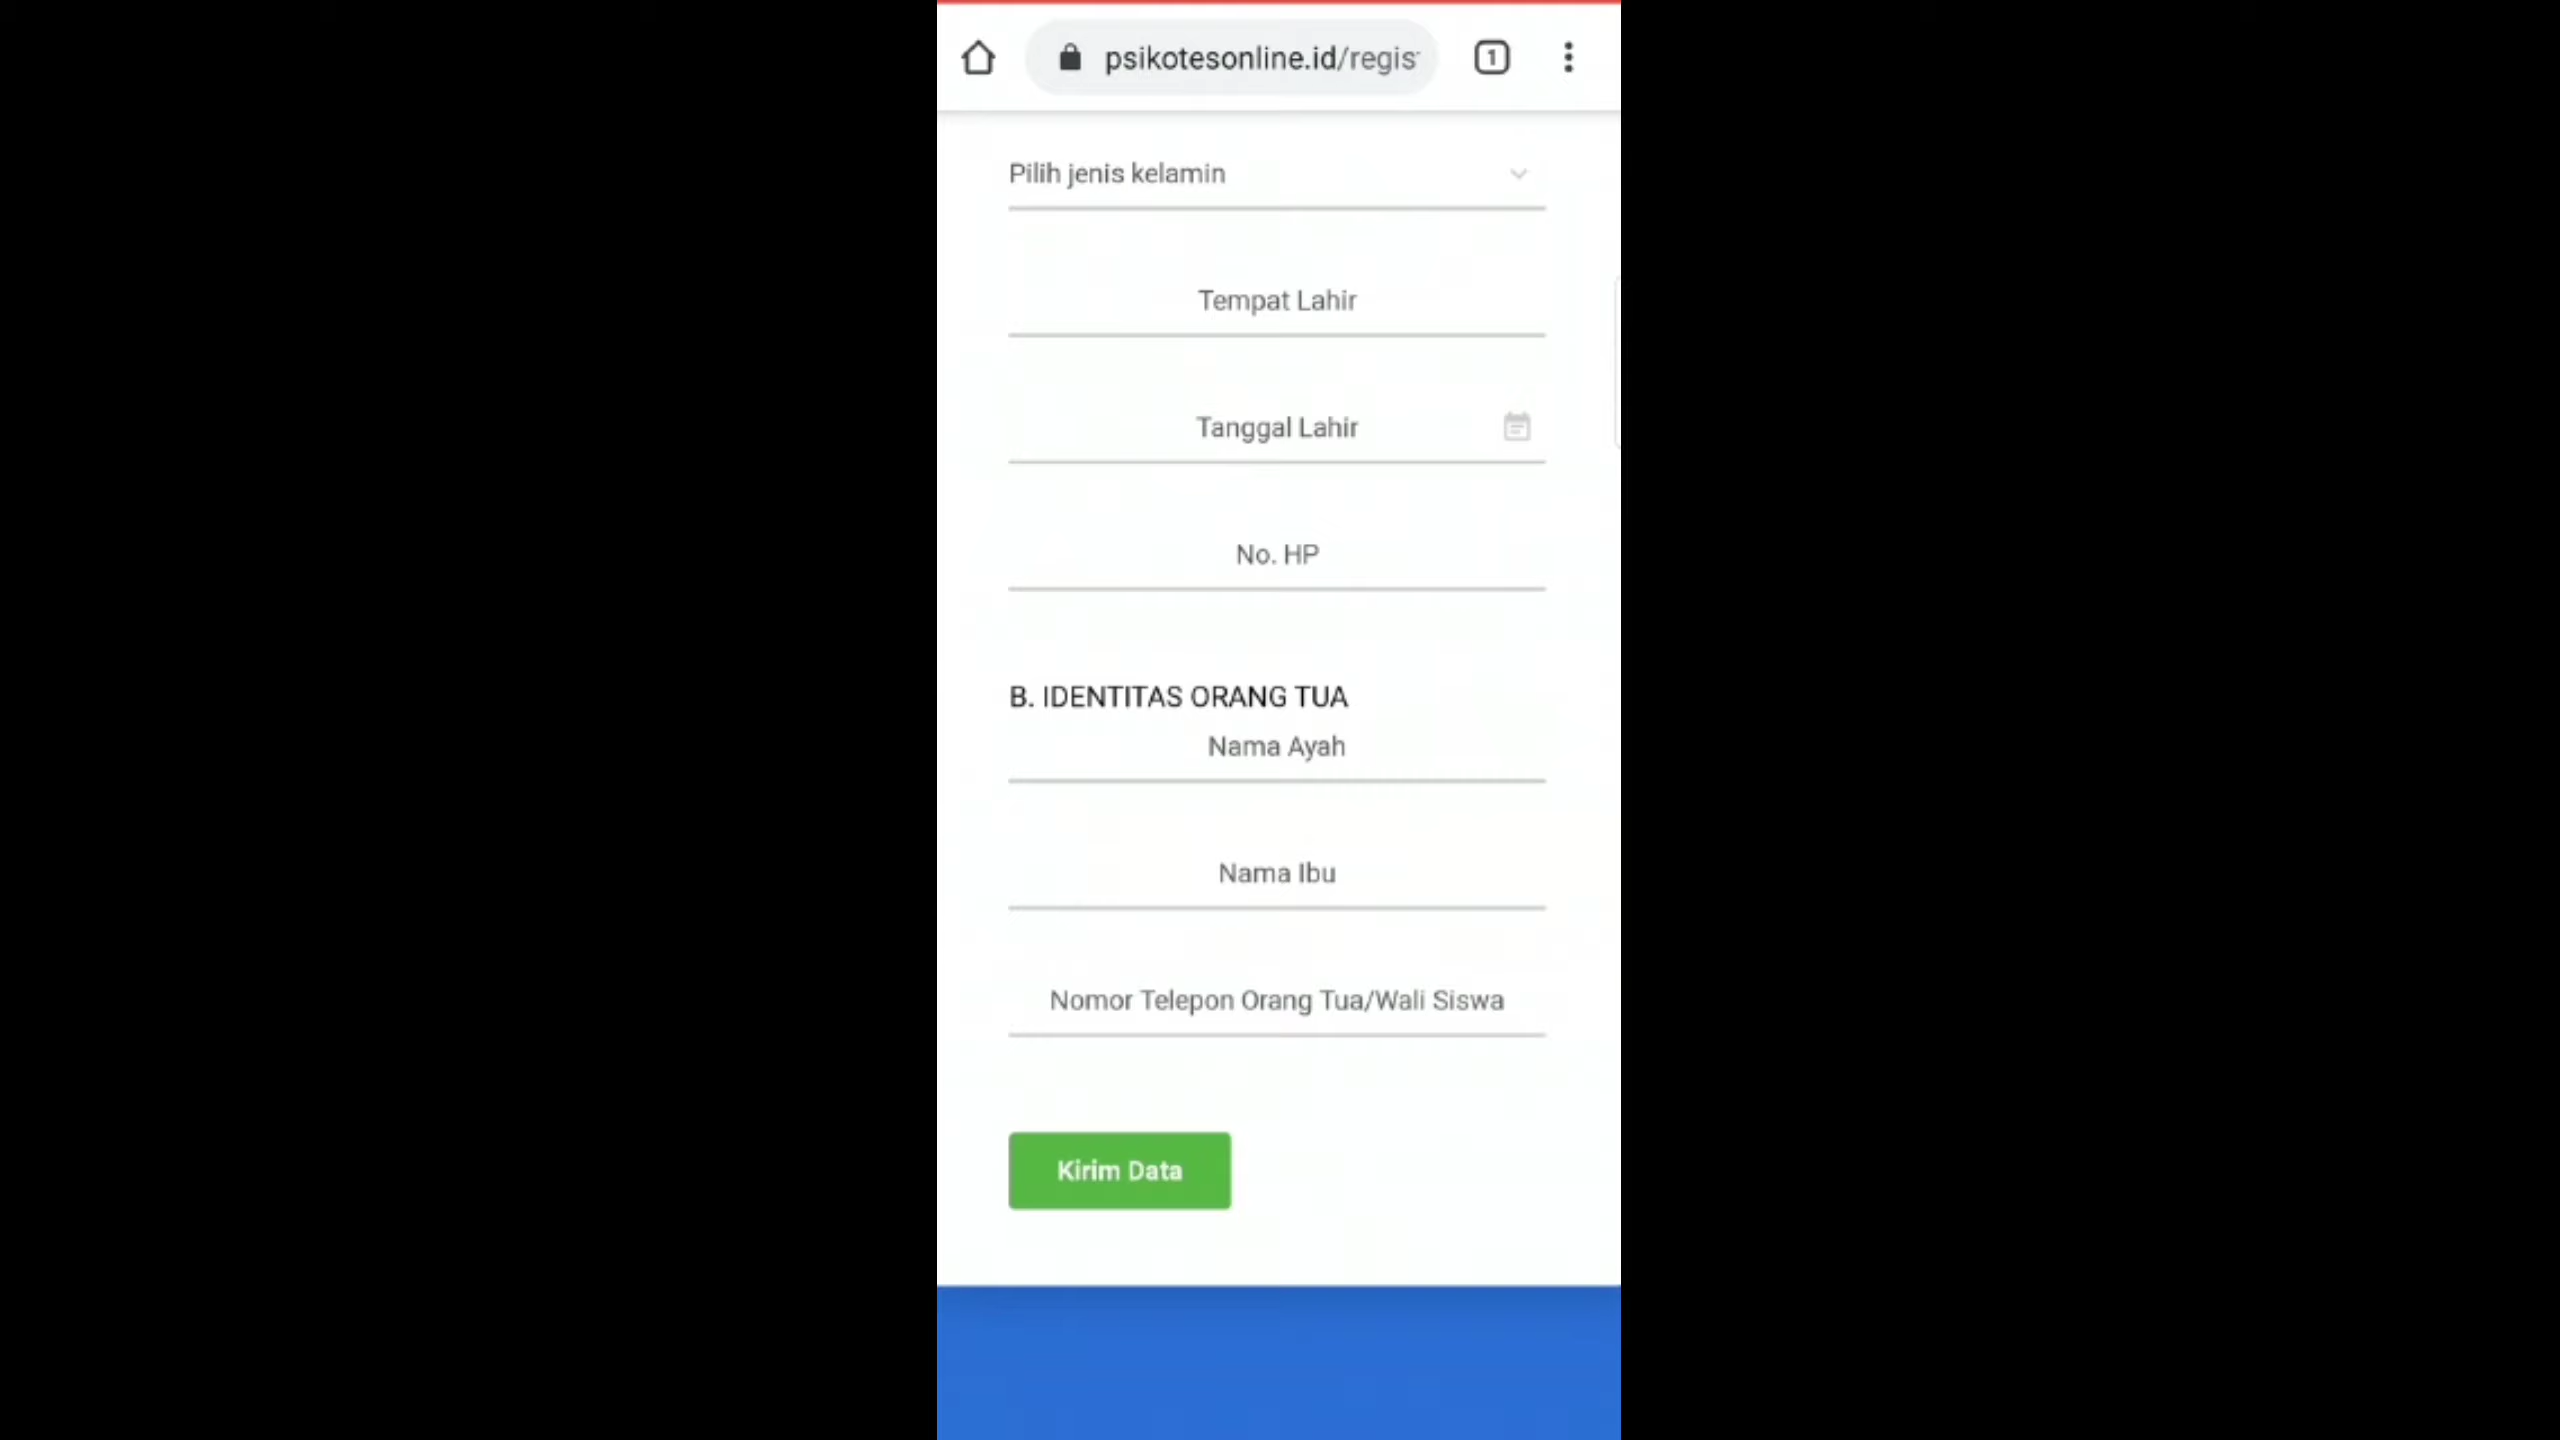 psikotesonline.id/regis
1
Pilih jenis kelamin
Tempat Lahir
Tanggal Lahir
No. HP
B. IDENTITAS ORANG TUA
Nama Ayah
Nama Ibu
Nomor Telepon Orang Tua/Wali Siswa
Kirim Data